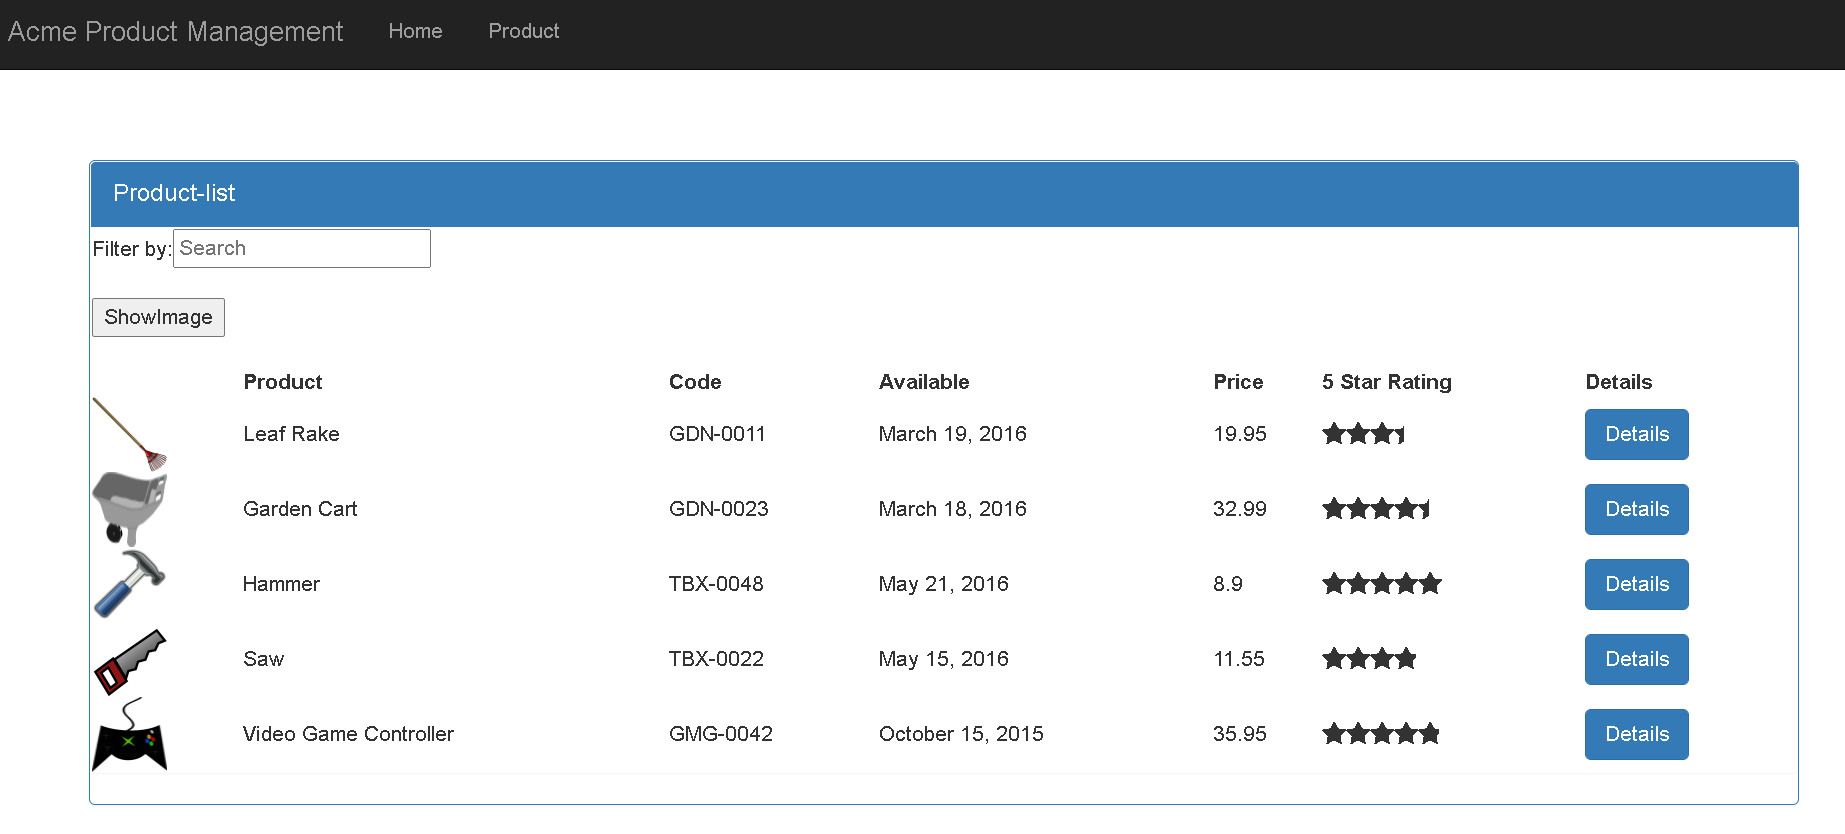 Acme Product Management Home Product
Product-list
Filter by: Search
ShowImage
Product Code Available Price 5 Star Rating Details
Leaf Rake GDN-0011 March 19, 2016 19.95 Details
Garden Cart GDN-0023 March 18, 2016 32.99 Details
Hammer TBX-0048 May 21, 2016 8.9 Details
Saw TBX-0022 May 15, 2016 11.55 Details
Video Game Controller GMG-0042 October 15, 2015 35.95 Details